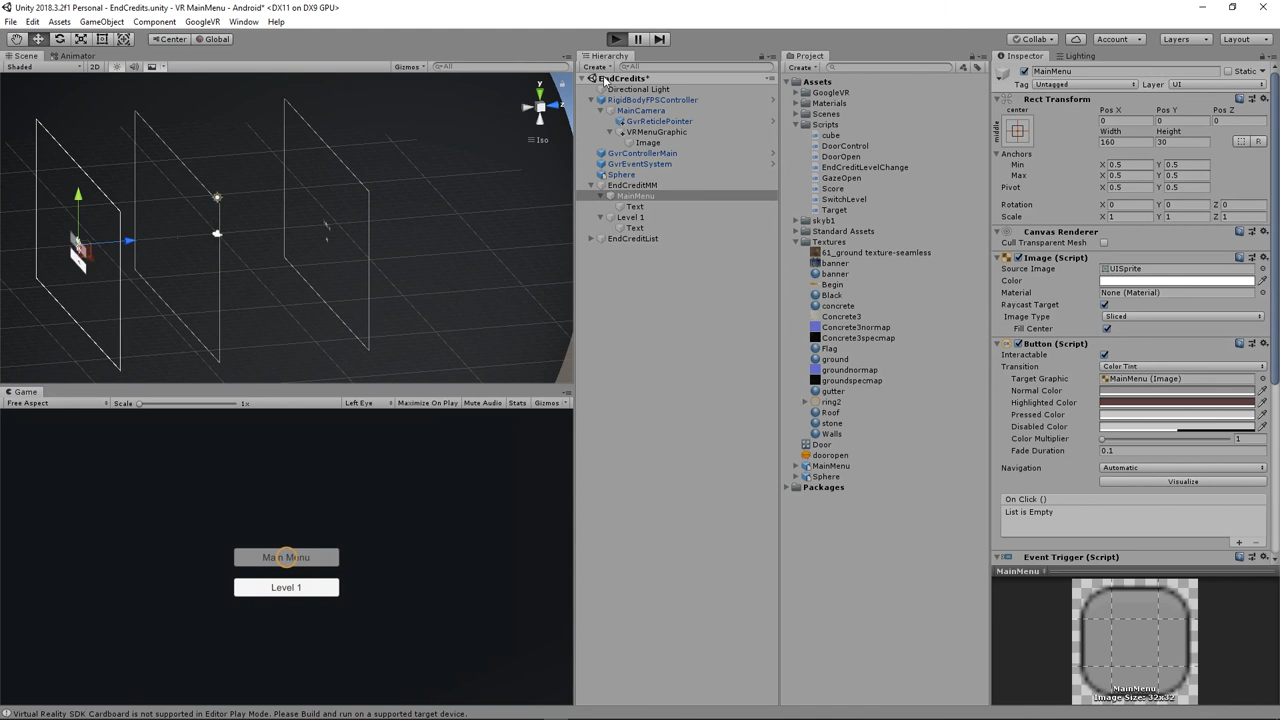 Unity 2018.3.2f1 Personal - EndCredits.unity - VR MainMenu - Android* <DX11 on DX9 GPU>
File Edit Assets GameObject Component GoogleVR Window Help
Center Global Collab Account Layers Layout
Scene Animator
Shaded 2D Gizmos All
y z
Iso
Game
Free Aspect Scale 1x Left Eye Maximize On Play Mute Audio Stats Gizmos
Main Menu
Level 1
Hierarchy
Create All
EndCredits*
Directional Light
RigidBodyFPSController
MainCamera
GvrReticlePointer
VRMenuGraphic
Image
GvrControllerMain
GvrEventSystem
Sphere
EndCreditMM
MainMenu
Text
Level 1
Text
EndCreditList
Project
Create
Assets
GoogleVR
Materials
Scenes
Scripts
cube
DoorControl
DoorOpen
EndCreditLevelChange
GazeOpen
Score
SwitchLevel
Target
skyb1
Standard Assets
Textures
61_ground texture-seamless
banner
banner
Begin
Black
concrete
Concrete3
Concrete3normap
Concrete3specmap
Flag
ground
groundnormap
groundspecmap
gutter
ring2
Roof
stone
Walls
Door
dooropen
MainMenu
Sphere
Packages
Inspector Lighting
MainMenu Static
Tag Untagged Layer UI
Rect Transform
center Pos X Pos Y Pos Z
middle 0 0 0
Width Height
160 30 R
Anchors
Min X 0.5 Y 0.5
Max X 0.5 Y 0.5
Pivot X 0.5 Y 0.5
Rotation X 0 Y 0 Z 0
Scale X 1 Y 1 Z 1
Canvas Renderer
Cull Transparent Mesh
Image (Script)
Source Image UISprite
Color
Material None (Material)
Raycast Target
Image Type Sliced
Fill Center
Button (Script)
Interactable
Transition Color Tint
Target Graphic MainMenu (Image)
Normal Color
Highlighted Color
Pressed Color
Disabled Color
Color Multiplier 1
Fade Duration 0.1
Navigation Automatic
Visualize
On Click ()
List is Empty
Event Trigger (Script)
MainMenu
MainMenu
Image Size: 32x32
Virtual Reality SDK Cardboard is not supported in Editor Play Mode. Please Build and run on a supported target device.